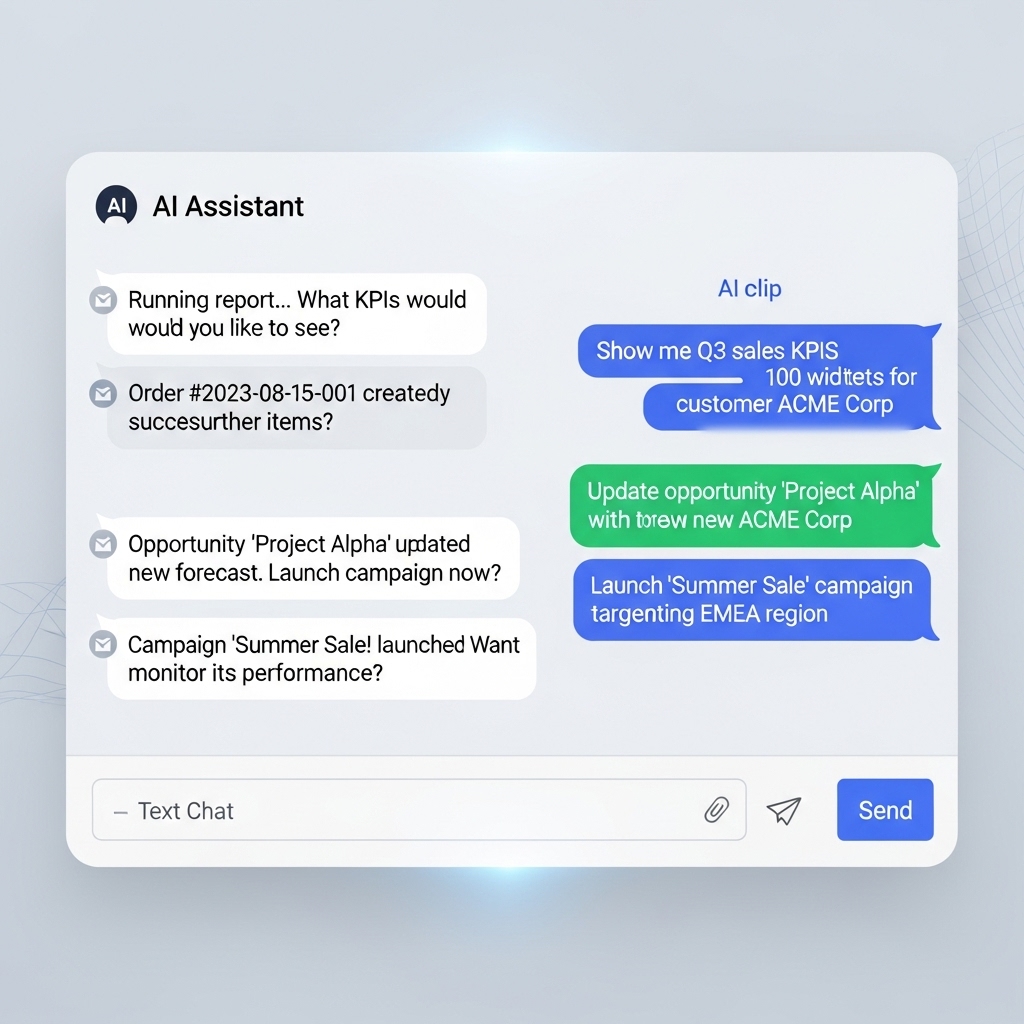 AI
AI Assistant
Running report... What KPIs would
would you like to see?
Order #2023-08-15-001 createdy
succesurther items?
Opportunity 'Project Alpha' updated
new forecast. Launch campaign now?
Campaign 'Summer Sale! launched Want
monitor its performance?
AI clip
Show me Q3 sales KPIS
100 widtets for
customer ACME Corp
Update opportunity 'Project Alpha'
with new ACME Corp
Launch 'Summer Sale' campaign
targenting EMEA region
– Text Chat
Send